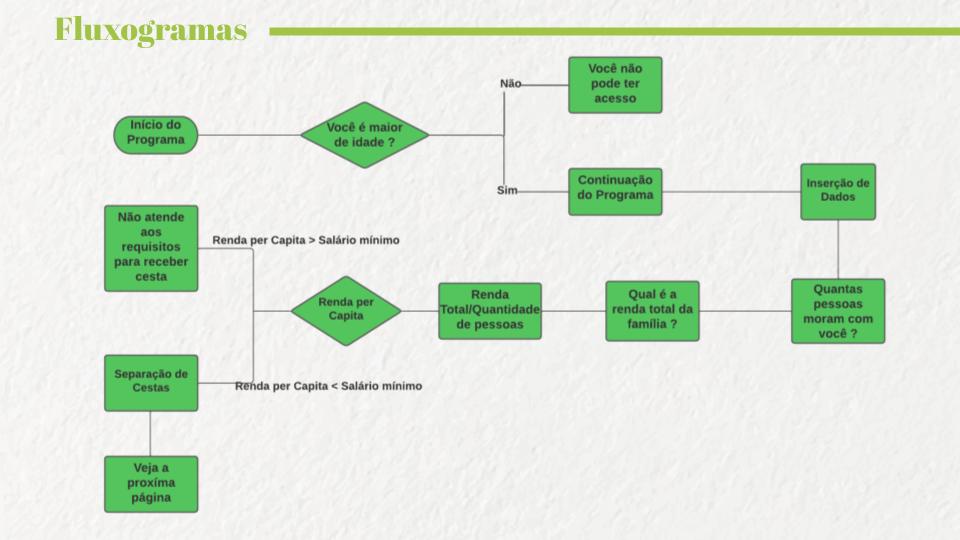 Fluxogramas
Início do
Programa
Você é maior
de idade ?
Não
Você não
pode ter
acesso
Sim
Continuação
do Programa
Inserção de
Dados
Quantas
pessoas
moram com
você ?
Qual é a
renda total da
família ?
Renda
Total/Quantidade
de pessoas
Renda per
Capita
Renda per Capita > Salário mínimo
Não atende
aos
requisitos
para receber
cesta
Renda per Capita < Salário mínimo
Separação de
Cestas
Veja a
proxíma
página